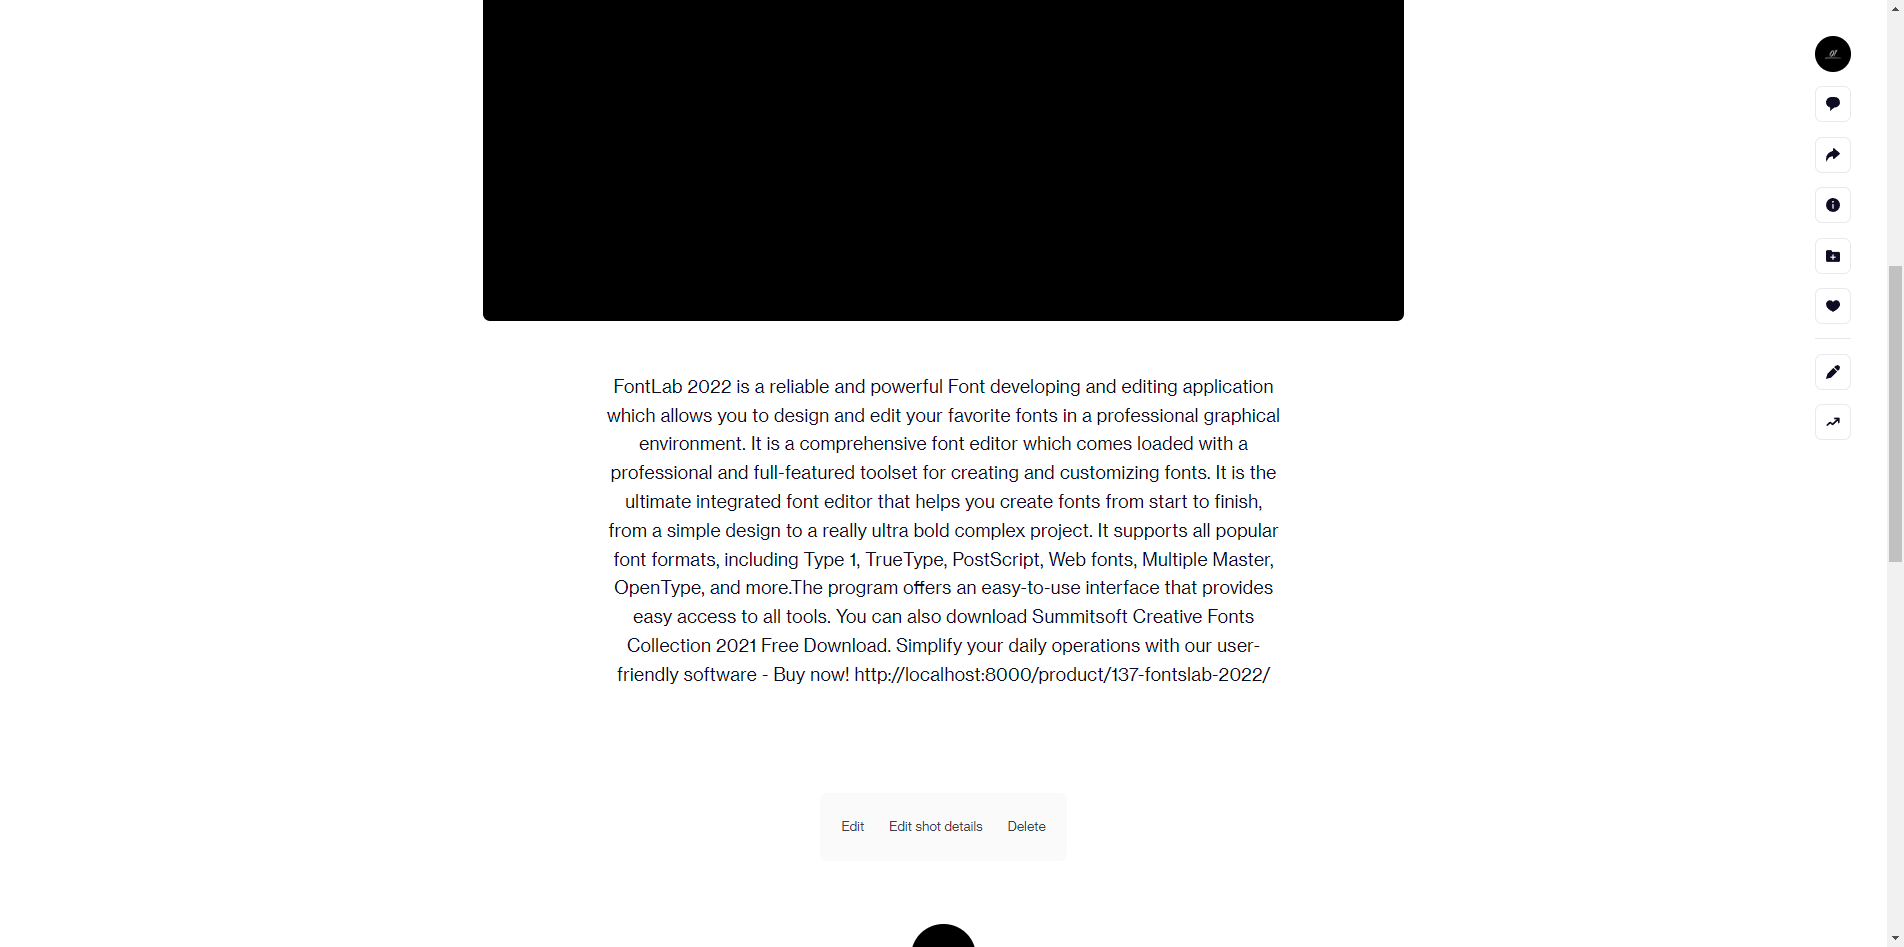 FontLab 2022 is a reliable and powerful Font developing and editing application
which allows you to design and edit your favorite fonts in a professional graphical
environment. It is a comprehensive font editor which comes loaded with a
professional and full-featured toolset for creating and customizing fonts. It is the
ultimate integrated font editor that helps you create fonts from start to finish,
from a simple design to a really ultra bold complex project. It supports all popular
font formats, including Type 1, TrueType, PostScript, Web fonts, Multiple Master,
OpenType, and more.The program offers an easy-to-use interface that provides
easy access to all tools. You can also download Summitsoft Creative Fonts
Collection 2021 Free Download. Simplify your daily operations with our user-
friendly software - Buy now! http://localhost:8000/product/137-fontslab-2022/
Edit Edit shot details Delete